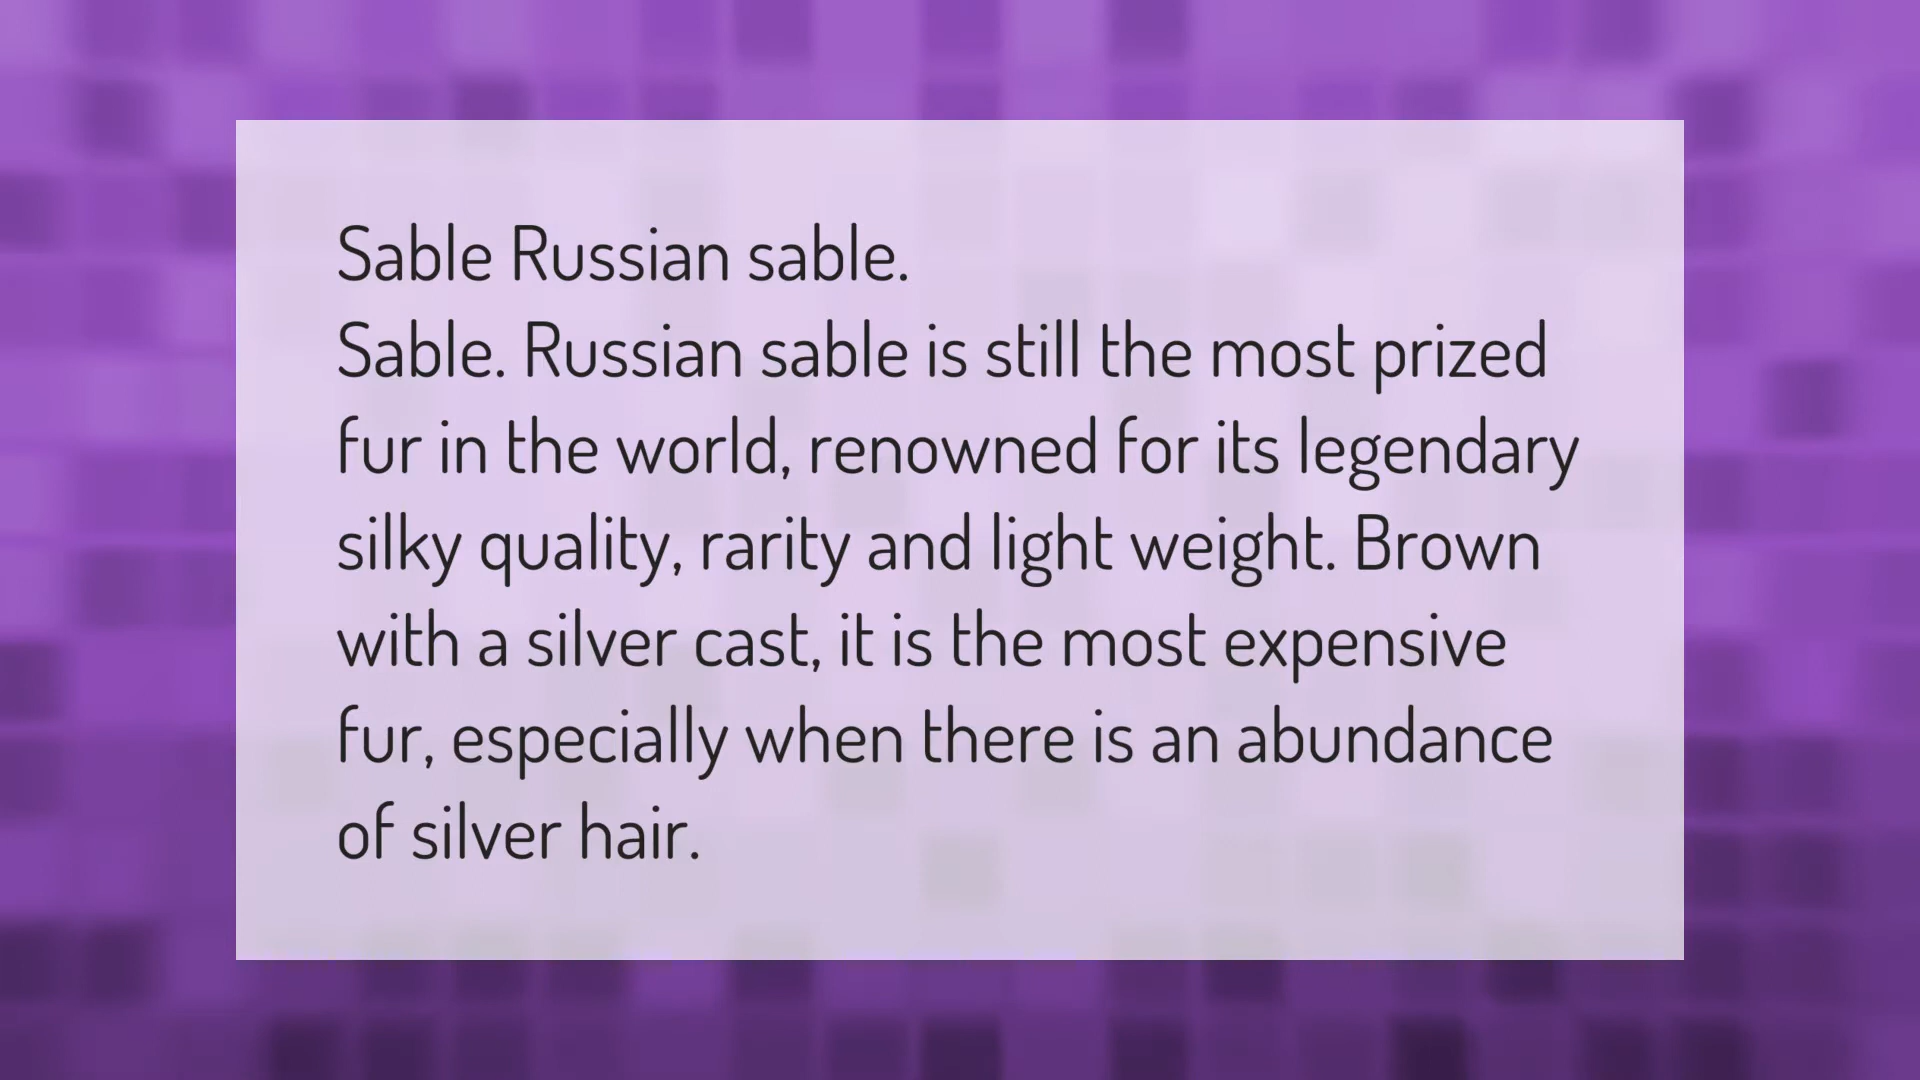 Sable Russian sable.
Sable. Russian sable is still the most prized
fur in the world, renowned for its legendary
silky quality, rarity and light weight. Brown
with a silver cast, it is the most expensive
fur, especially when there is an abundance
of silver hair.